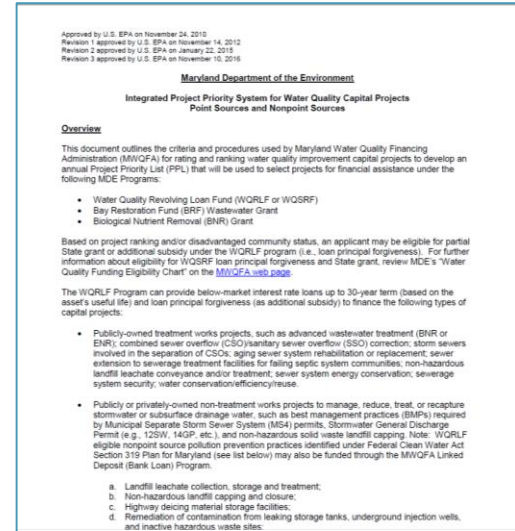 Approved by U.S. EPA on November 24, 2010
Revision 1 approved by U.S. EPA on November 14, 2012
Revision 2 approved by U.S. EPA on January 22, 2015
Revision 3 approved by U.S. EPA on November 10, 2016
Maryland Department of the Environment
Integrated Project Priority System for Water Quality Capital Projects
Point Sources and Nonpoint Sources
Overview
This document outlines the criteria and procedures used by Maryland Water Quality Financing
Administration (MWQFA) for rating and ranking water quality improvement capital projects to develop an
annual Project Priority List (PPL) that will be used to select projects for financial assistance under the
following MDE Programs:
• Water Quality Revolving Loan Fund (WQRLF or WQSRF)
• Bay Restoration Fund (BRF) Wastewater Grant
• Biological Nutrient Removal (BNR) Grant
Based on project ranking and/or disadvantaged community status, an applicant may be eligible for partial
State grant or additional subsidy under the WQRLF program (i.e., loan principal forgiveness). For further
information about eligibility for WQSRF loan principal forgiveness and State grant, review MDE's "Water
Quality Funding Eligibility Chart" on the MWQFA web page.
The WQRLF Program can provide below-market interest rate loans up to 30-year term (based on the
asset's useful life) and loan principal forgiveness (as additional subsidy) to finance the following types of
capital projects:
• Publicly-owned treatment works projects, such as advanced wastewater treatment (BNR or
ENR); combined sewer overflow (CSO)/sanitary sewer overflow (SSO) correction; storm sewers
involved in the separation of CSOs; aging sewer system rehabilitation or replacement; sewer
extension to sewerage treatment facilities for failing septic system communities; non-hazardous
landfill leachate conveyance and/or treatment; sewer system energy conservation; sewerage
system security; water conservation/efficiency/reuse.
• Publicly or privately-owned non-treatment works projects to manage, reduce, treat, or recapture
stormwater or subsurface drainage water, such as best management practices (BMPs) required
by Municipal Separate Storm Sewer System (MS4) permits, Stormwater General Discharge
Permit (e.g., 12SW, 14GP, etc.), and non-hazardous solid waste landfill capping. Note: WQRLF
eligible nonpoint source pollution prevention practices identified under Federal Clean Water Act
Section 319 Plan for Maryland (see list below) may also be funded through the MWQFA Linked
Deposit (Bank Loan) Program.
a. Landfill leachate collection, storage and treatment;
b. Non-hazardous landfill capping and closure;
c. Highway deicing material storage facilities;
d. Remediation of contamination from leaking storage tanks, underground injection wells,
and inactive hazardous waste sites;